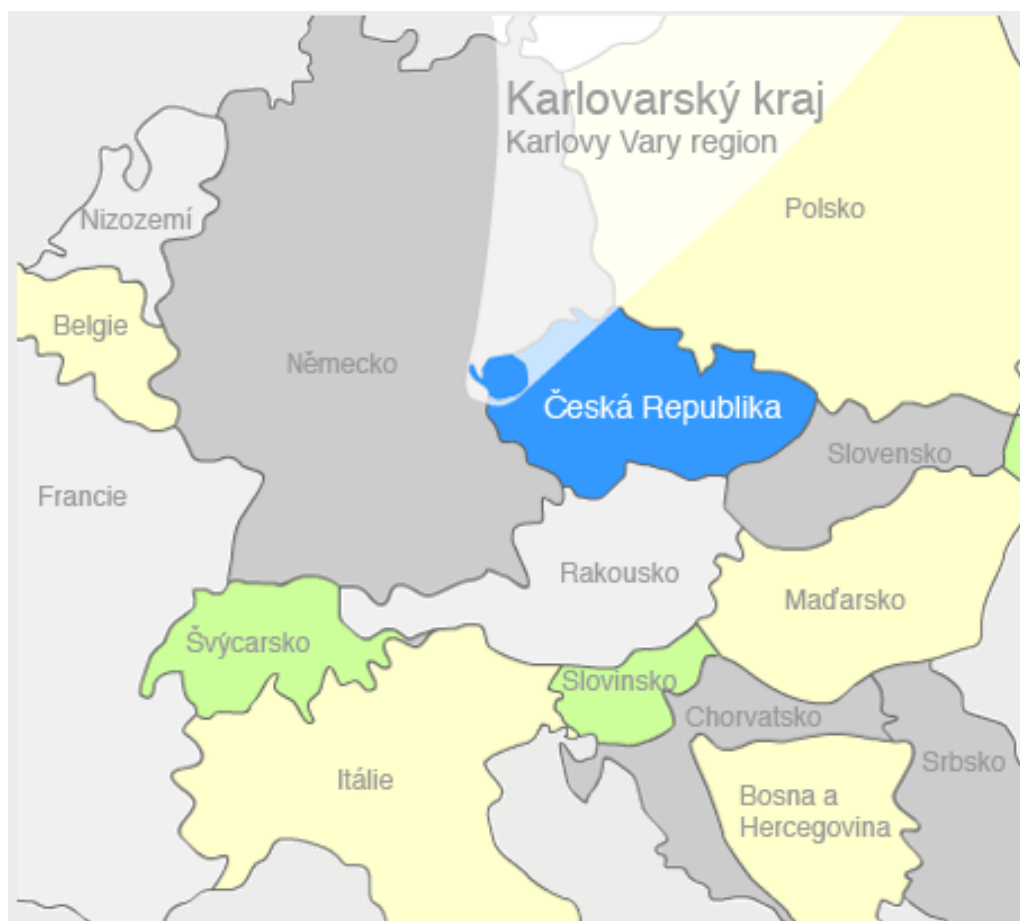 Karlovarský kraj
Karlovy Vary region
Polsko
Nizozemí
Belgie
Německo
Česká Republika
Slovensko
Francie
Rakousko
Maďarsko
Švýcarsko
Slovinsko
Chorvatsko
Srbsko
Itálie
Bosna a
Hercegovina